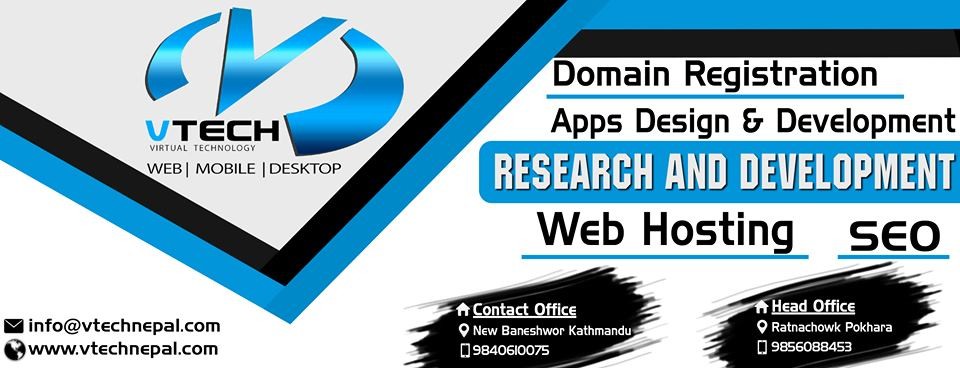 VTECH
VIRTUAL TECHNOLOGY
WEB| MOBILE |DESKTOP
Domain Registration
Apps Design & Development
RESEARCH AND DEVELOPMENT
Web Hosting
SEO
info@vtechnepal.com
www.vtechnepal.com
Contact Office
New Baneshwor Kathmandu
9840610075
Head Office
Ratnachowk Pokhara
9856088453